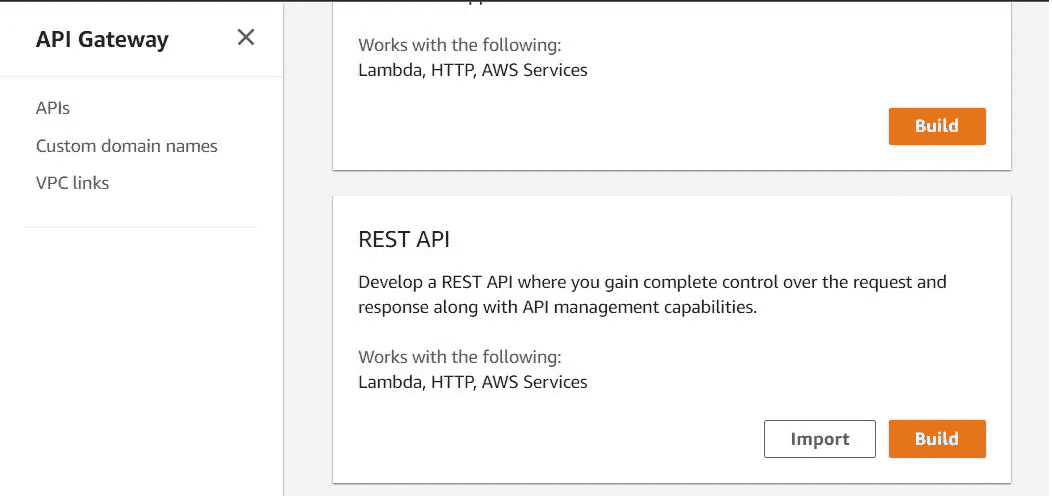 API Gateway
APIs
Custom domain names
VPC links
Works with the following:
Lambda, HTTP, AWS Services
Build
REST API
Develop a REST API where you gain complete control over the request and
response along with API management capabilities.
Works with the following:
Lambda, HTTP, AWS Services
Import Build